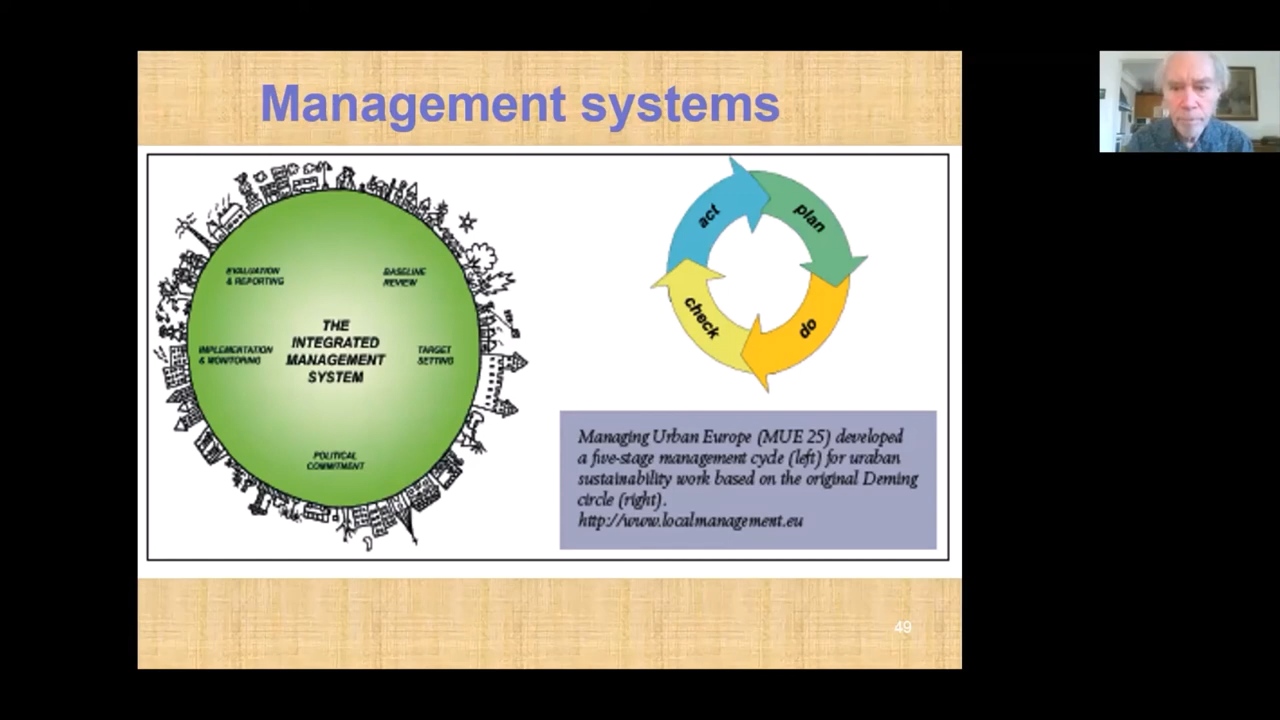 Management systems
EVALUATION
& REPORTING
BASELINE
REVIEW
THE
INTEGRATED
MANAGEMENT
SYSTEM
IMPLEMENTATION
& MONITORING
TARGET
SETTING
POLITICAL
COMMITMENT
act
plan
check
do
Managing Urban Europe (MUE 25) developed
a five-stage management cycle (left) for uraban
sustainability work based on the original Deming
circle (right).
http://www.localmanagement.eu
49